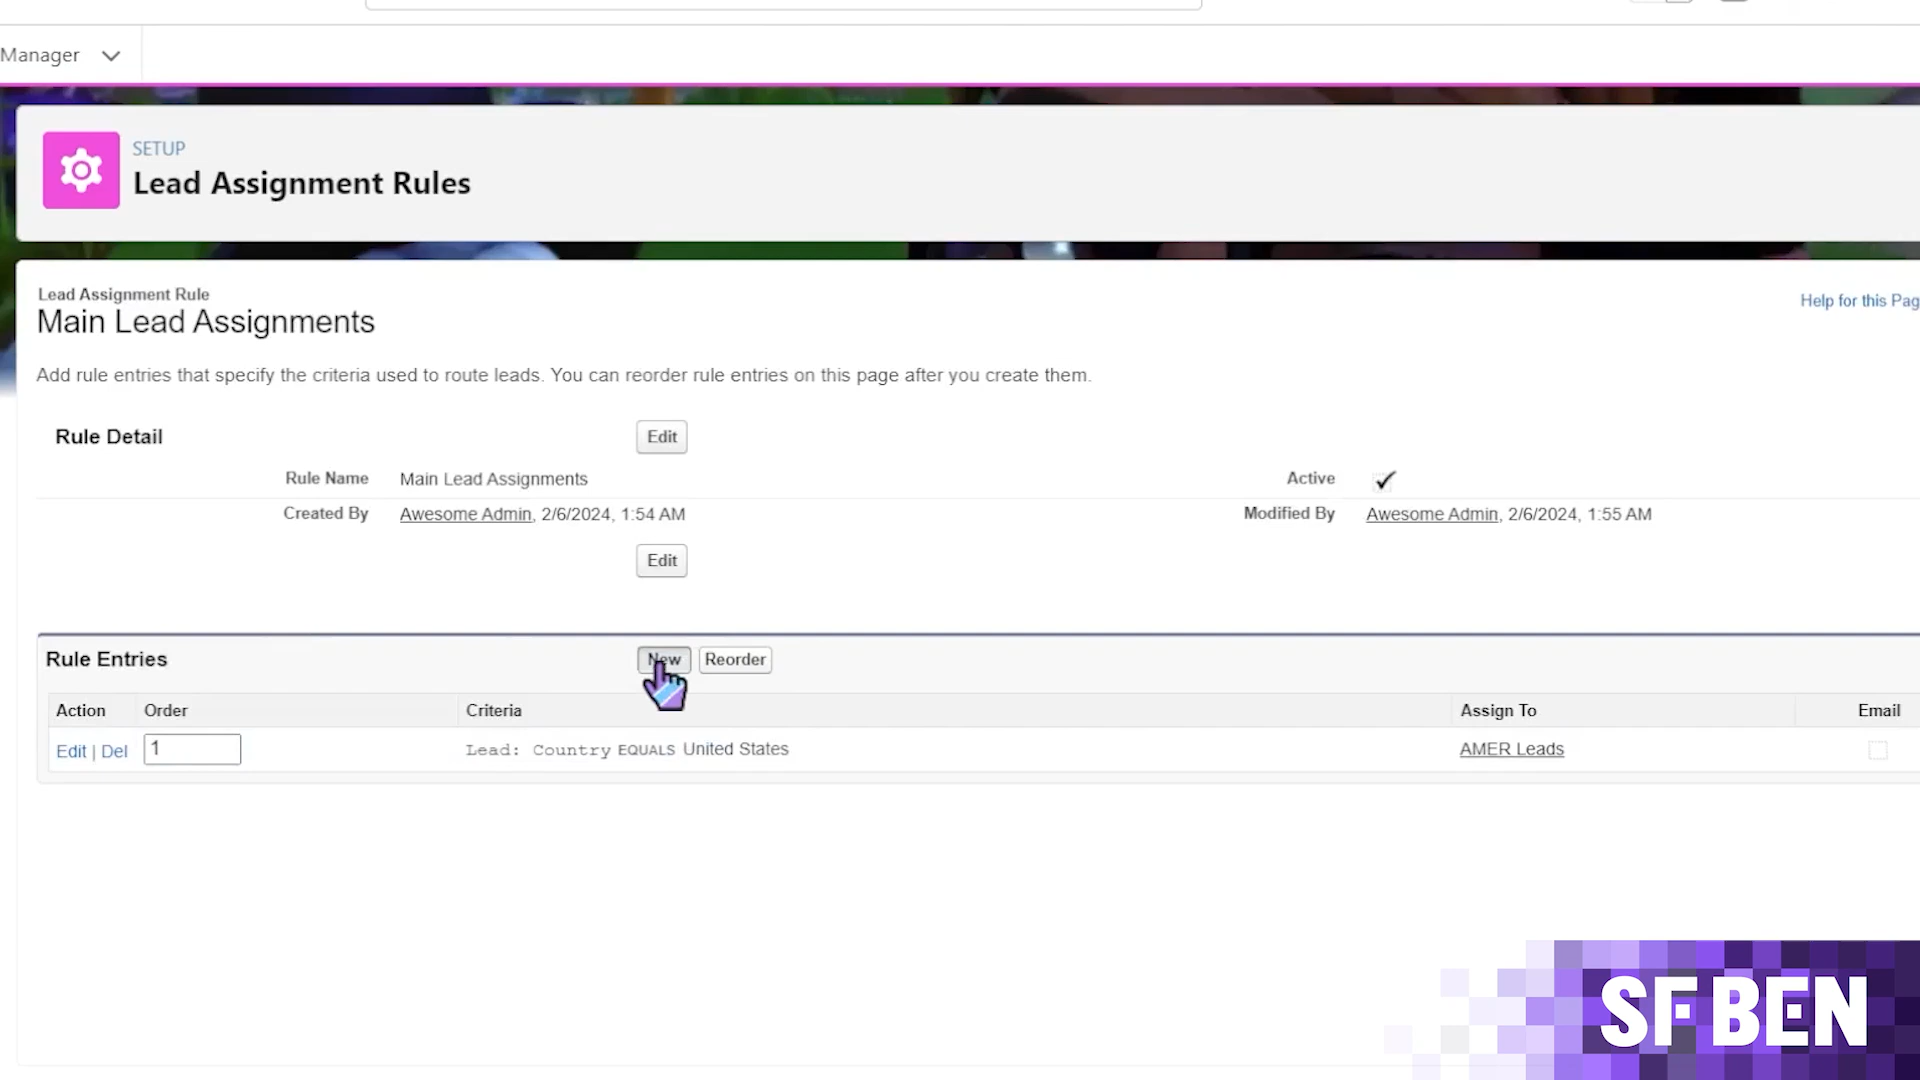 Manager
SETUP
Lead Assignment Rules
Lead Assignment Rule
Main Lead Assignments
Help for this Pag
Add rule entries that specify the criteria used to route leads. You can reorder rule entries on this page after you create them.
Rule Detail
Edit
Rule Name Main Lead Assignments Active
Created By Awesome Admin, 2/6/2024, 1:54 AM Modified By Awesome Admin, 2/6/2024, 1:55 AM
Edit
Rule Entries New Reorder
Action Order Criteria Assign To Email
Edit | Del 1 Lead: Country EQUALS United States AMER Leads
SF BEN